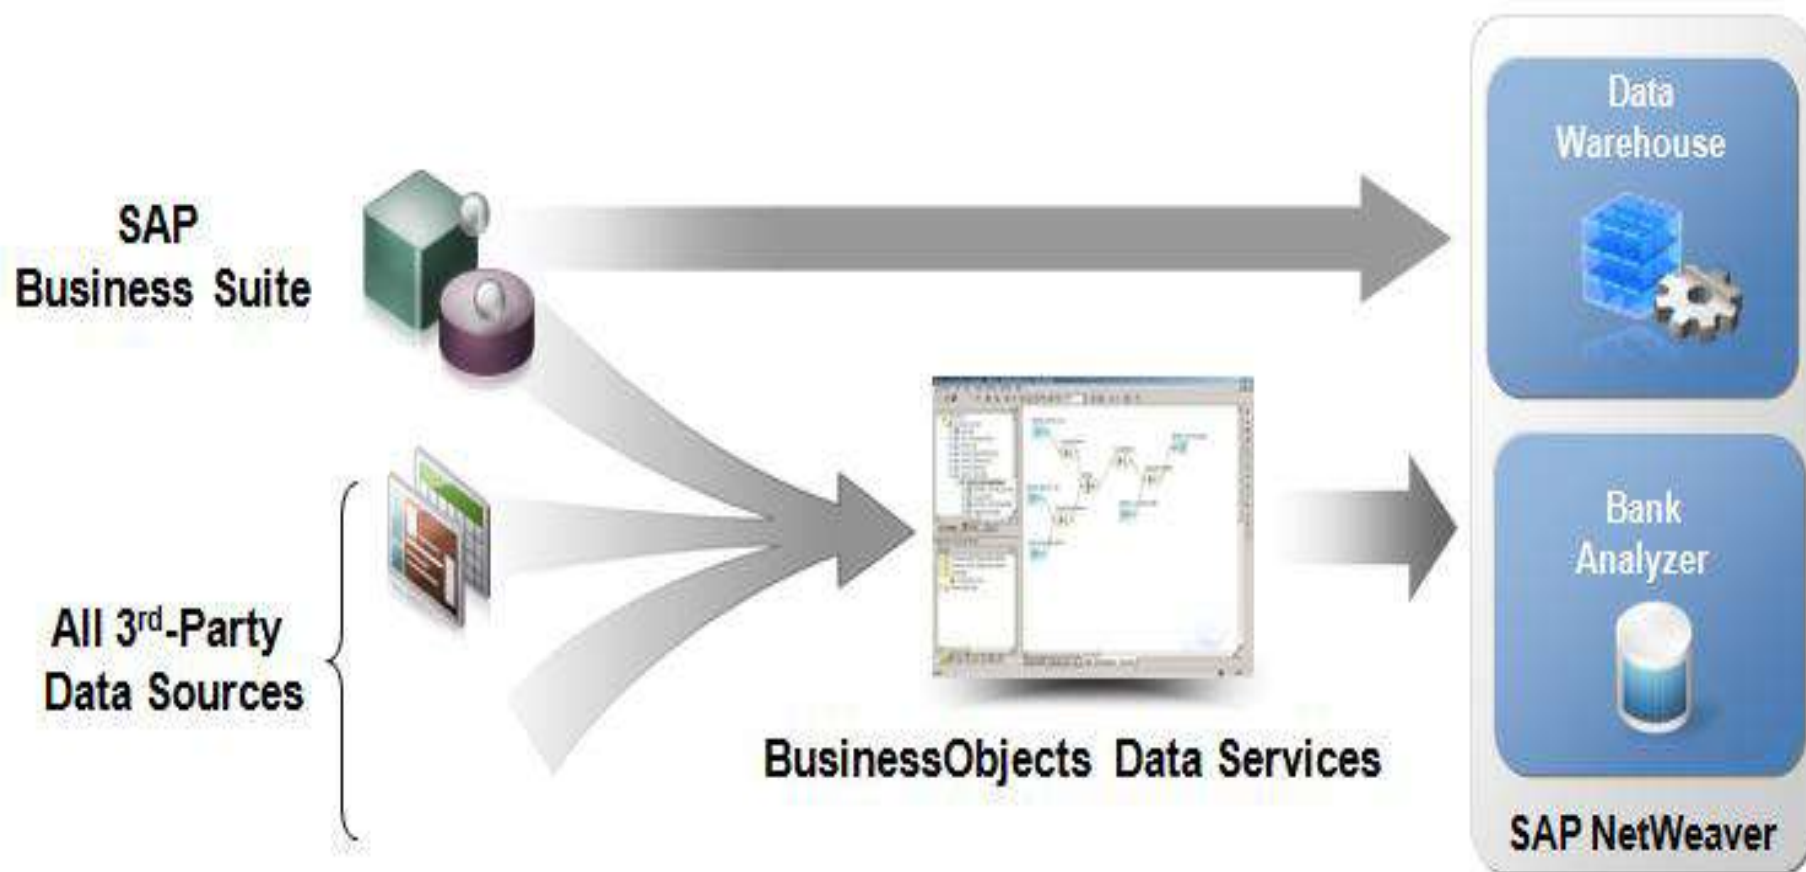 SAP
Business Suite
All 3rd-Party
Data Sources
BusinessObjects Data Services
Data
Warehouse
Bank
Analyzer
SAP NetWeaver